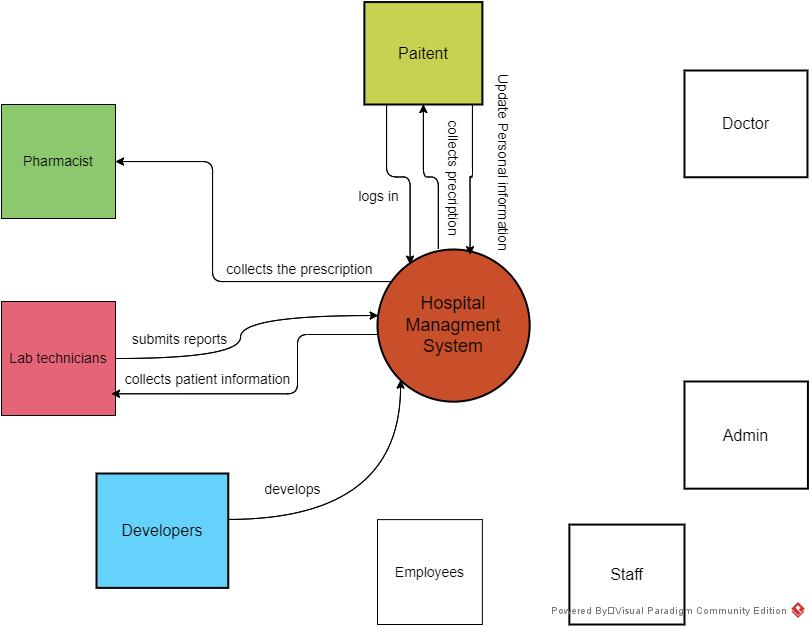 Paitent
Doctor
Pharmacist
Update Personal information
collects precription
logs in
collects the prescription
Hospital
Managment
System
submits reports
Lab technicians
collects patient information
Admin
develops
Developers
Employees
Staff
Powered By□Visual Paradigm Community Edition